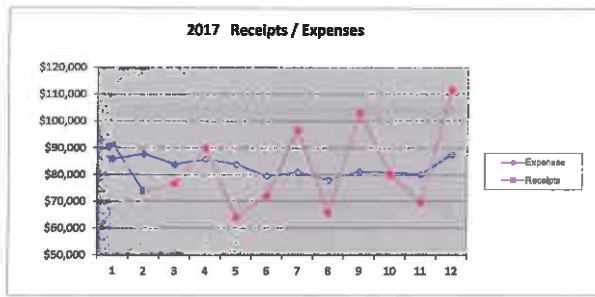 2017 Receipts / Expenses
$120,000
$110,000
$100,000
$90,000
$80,000
$70,000
$60,000
$50,000
1 2 3 4 5 6 7 8 9 10 11 12
Expenses
Receipts